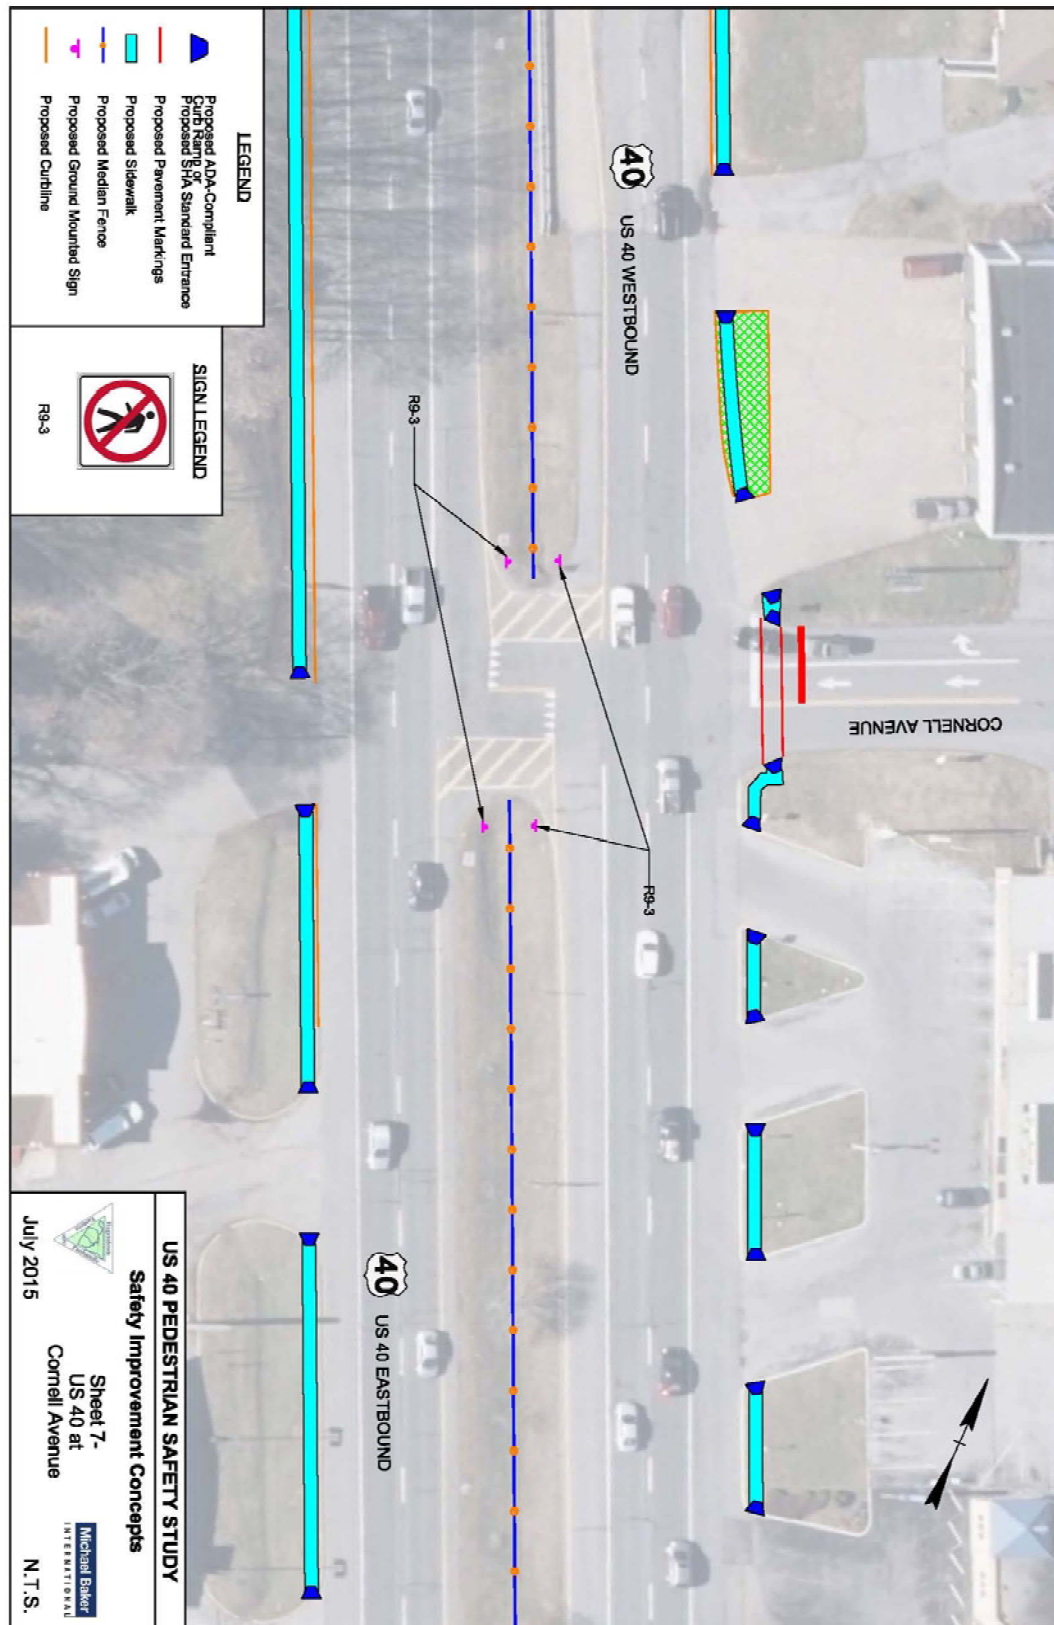 LEGEND
Proposed ADA-Compliant
Curb Ramp or
Proposed SHA Standard Entrance
Proposed Pavement Markings
Proposed Sidewalk
Proposed Median Fence
Proposed Ground Mounted Sign
Proposed Curbline
SIGN LEGEND
R9-3
40
US 40 WESTBOUND
R9-3
CORNELL AVENUE
R9-3
40
US 40 EASTBOUND
US 40 PEDESTRIAN SAFETY STUDY
Safety Improvement Concepts
Sheet 7-
US 40 at
Cornell Avenue
July 2015
Michael Baker
INTERNATIONAL
N.T.S.